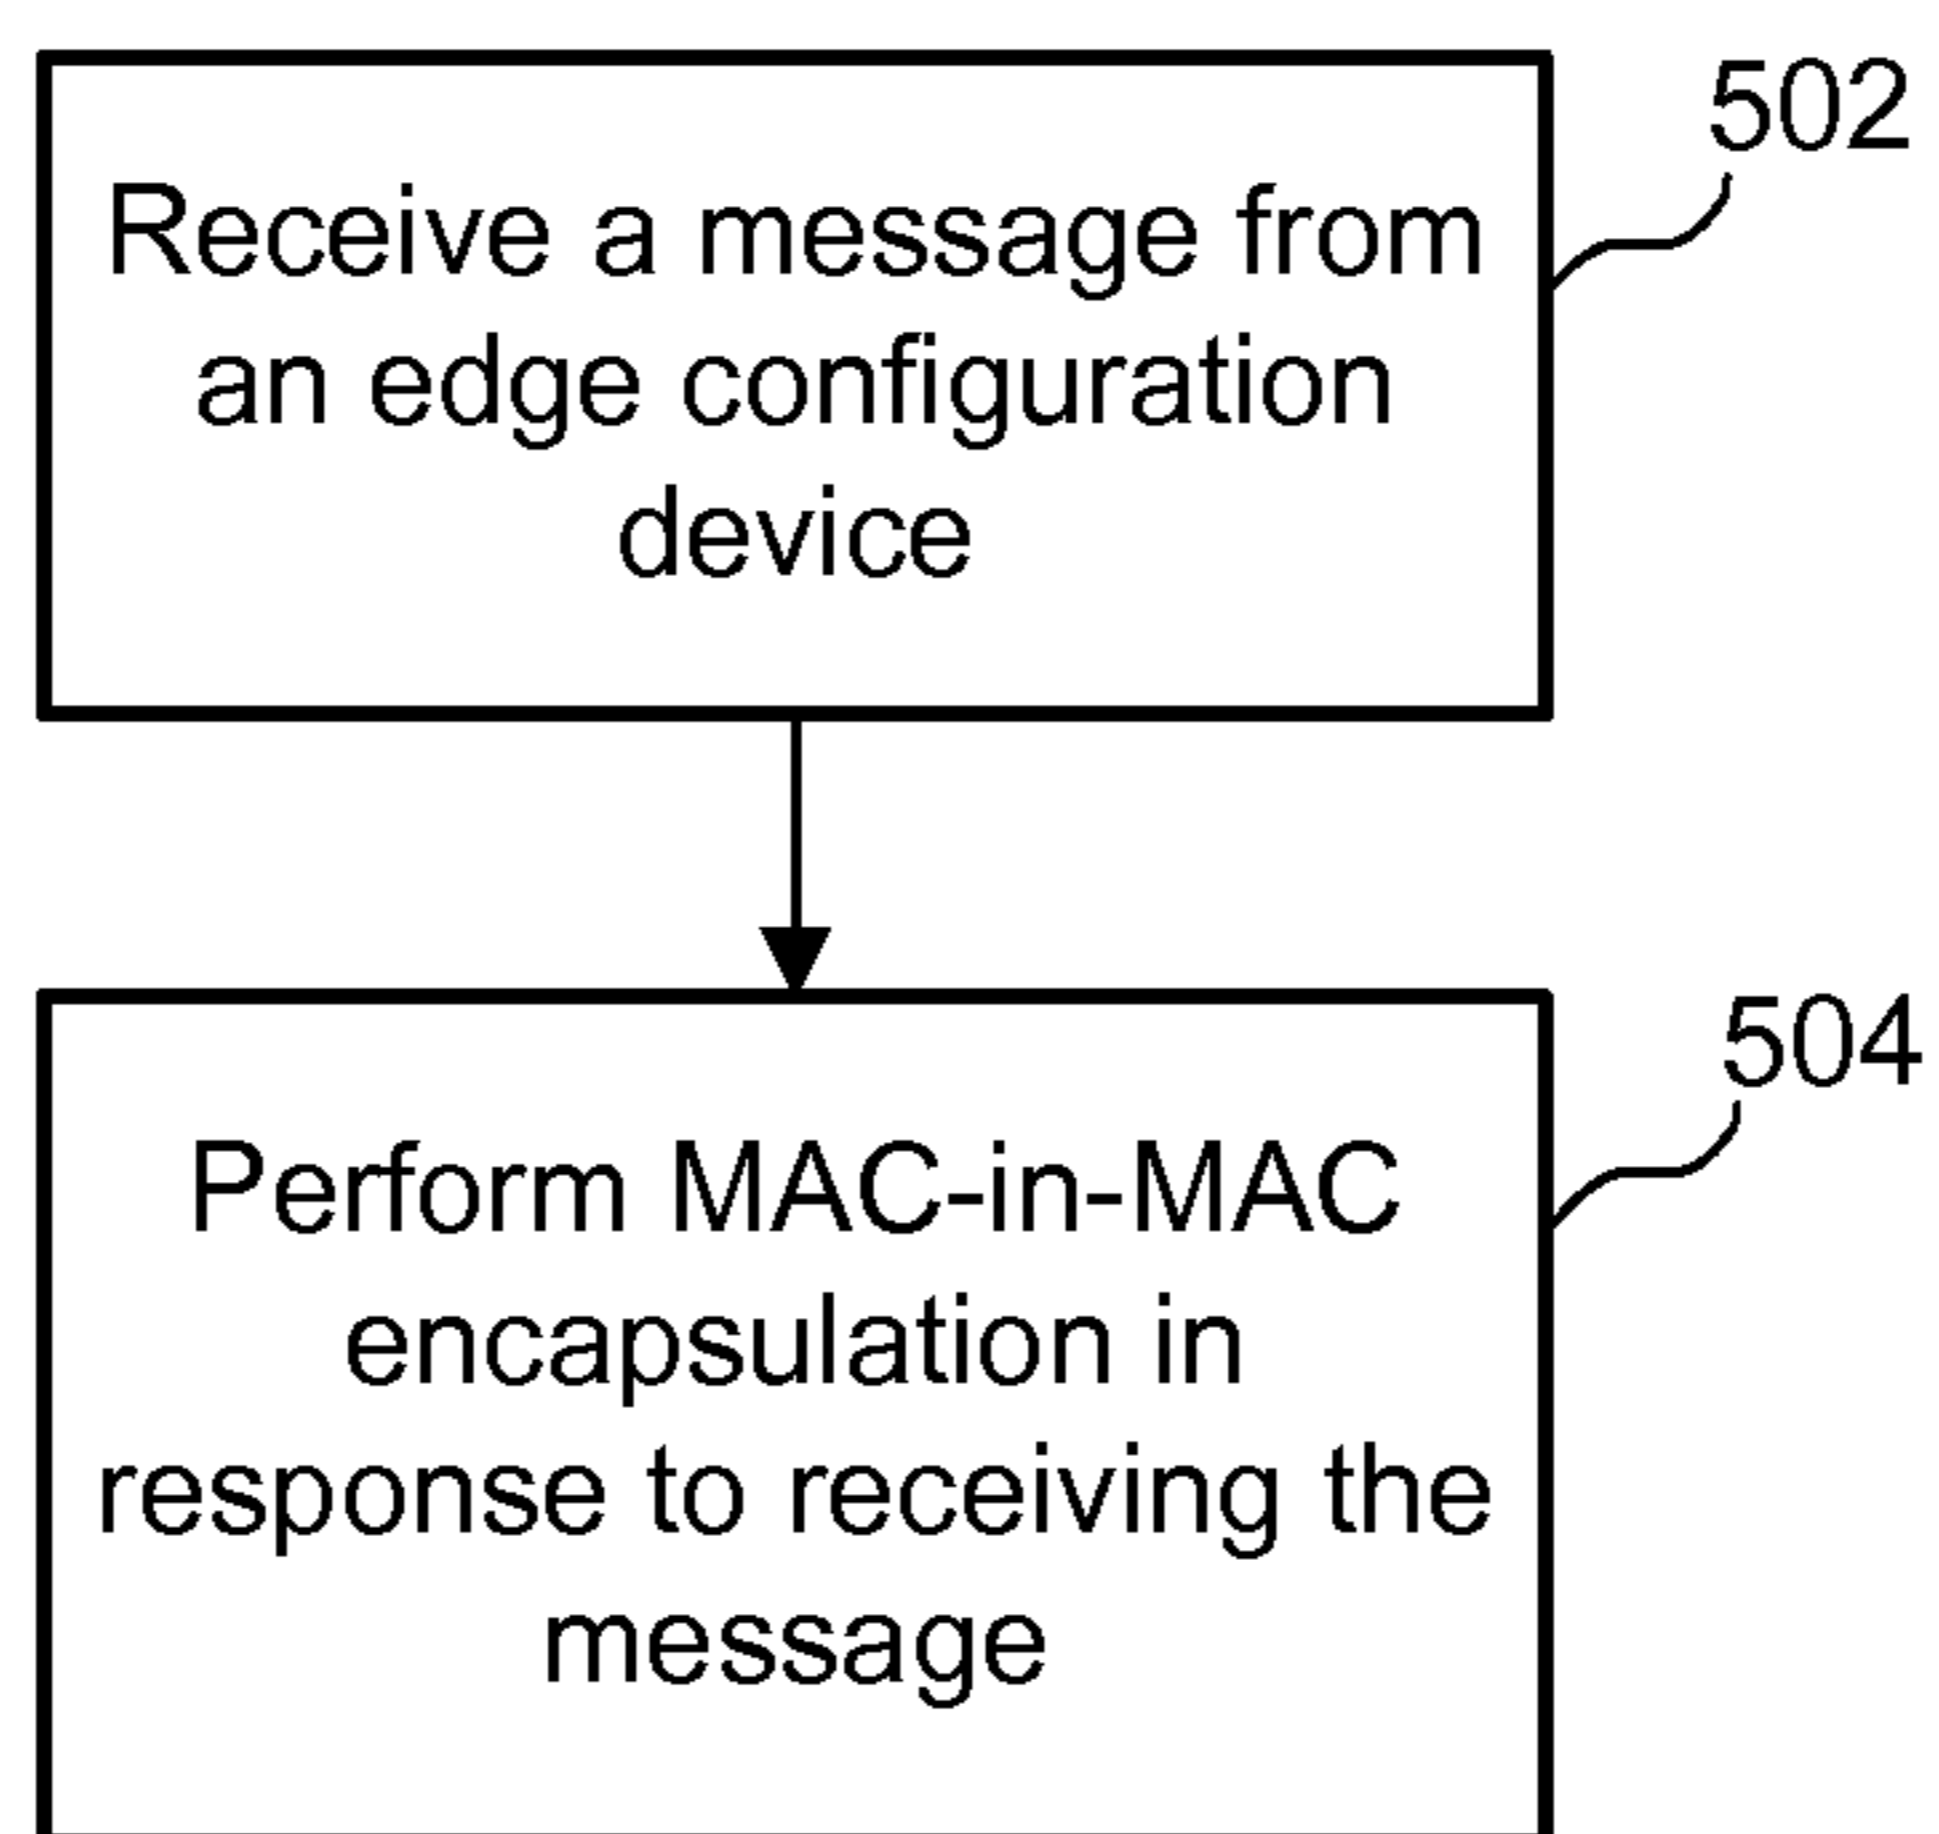 502
Receive a message from
an edge configuration
device
504
Perform MAC-in-MAC
encapsulation in
response to receiving the
message